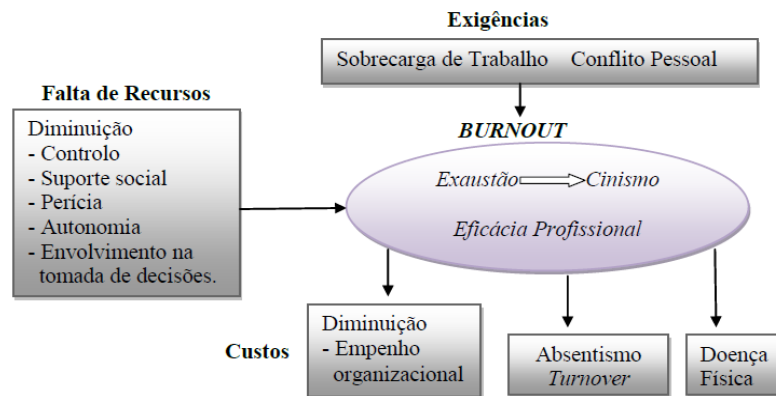 Exigências
Sobrecarga de Trabalho Conflito Pessoal
Falta de Recursos
Diminuição
- Controlo
- Suporte social
- Perícia
- Autonomia
- Envolvimento na
tomada de decisões.
BURNOUT
Exaustão Cinismo
Eficácia Profissional
Custos
Diminuição
- Empenho
organizacional
Absentismo
Turnover
Doença
Física